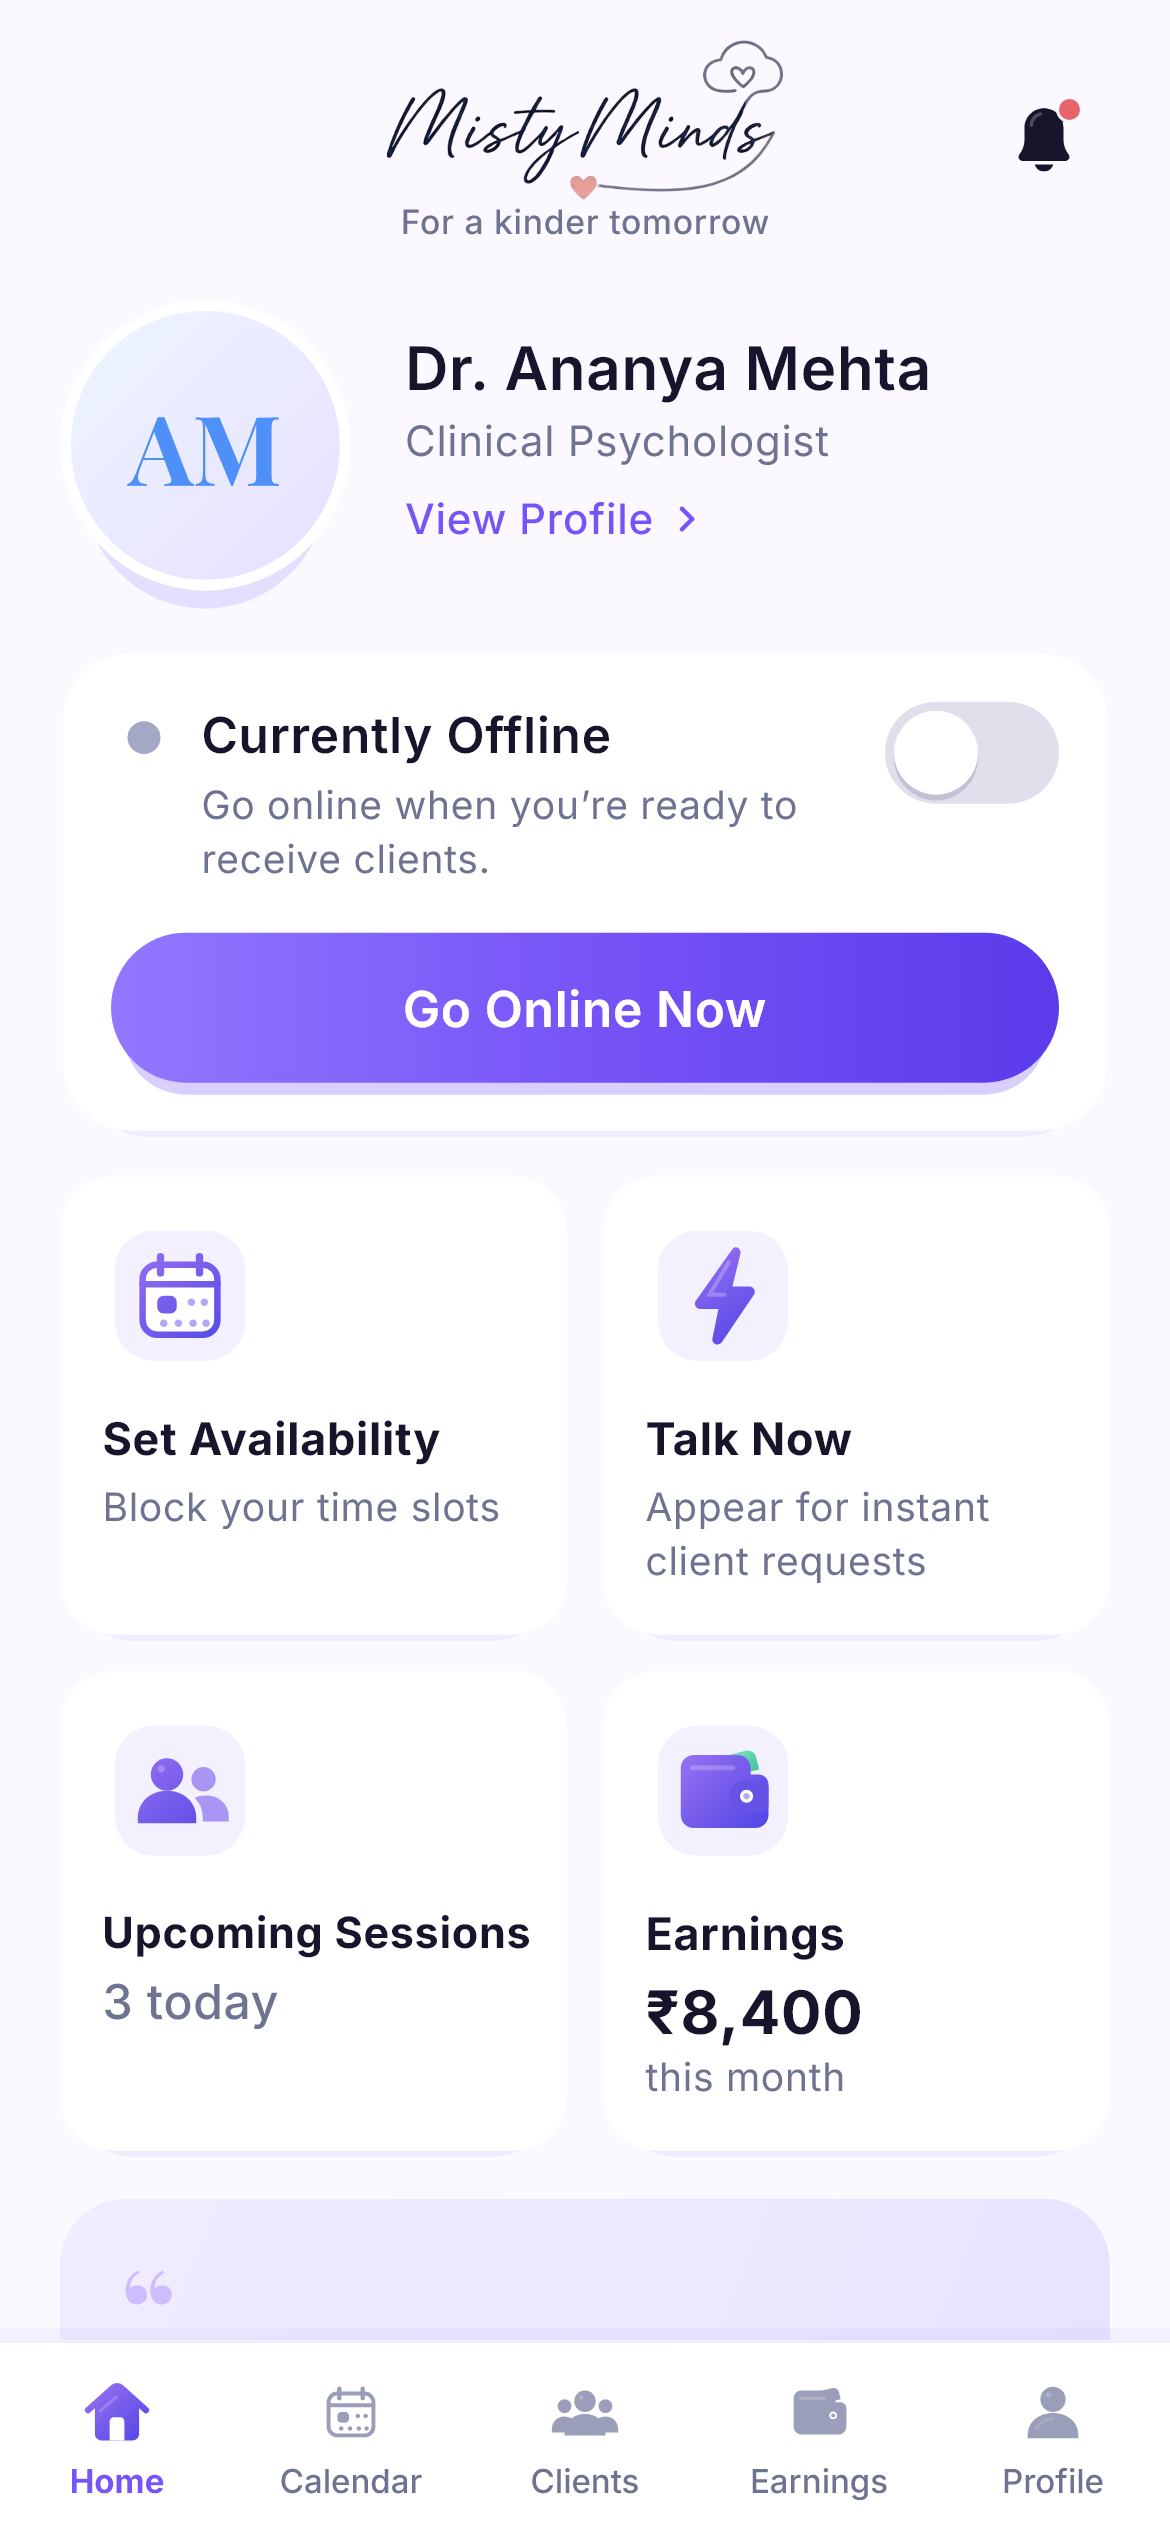 Misty Minds
For a kinder tomorrow
AM
Dr. Ananya Mehta
Clinical Psychologist
View Profile
Currently Offline
Go online when you’re ready to
receive clients.
Go Online Now
Set Availability
Block your time slots
Talk Now
Appear for instant
client requests
Upcoming Sessions
3 today
Earnings
₹8,400
this month
“
Home
Calendar
Clients
Earnings
Profile